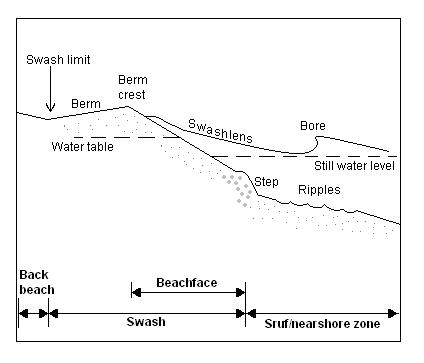 Swash limit
Berm
crest
Berm
Swashlens
Bore
Water table
Still water level
Step
Ripples
Back
beach
Beachface
Swash
Sruf/nearshore zone